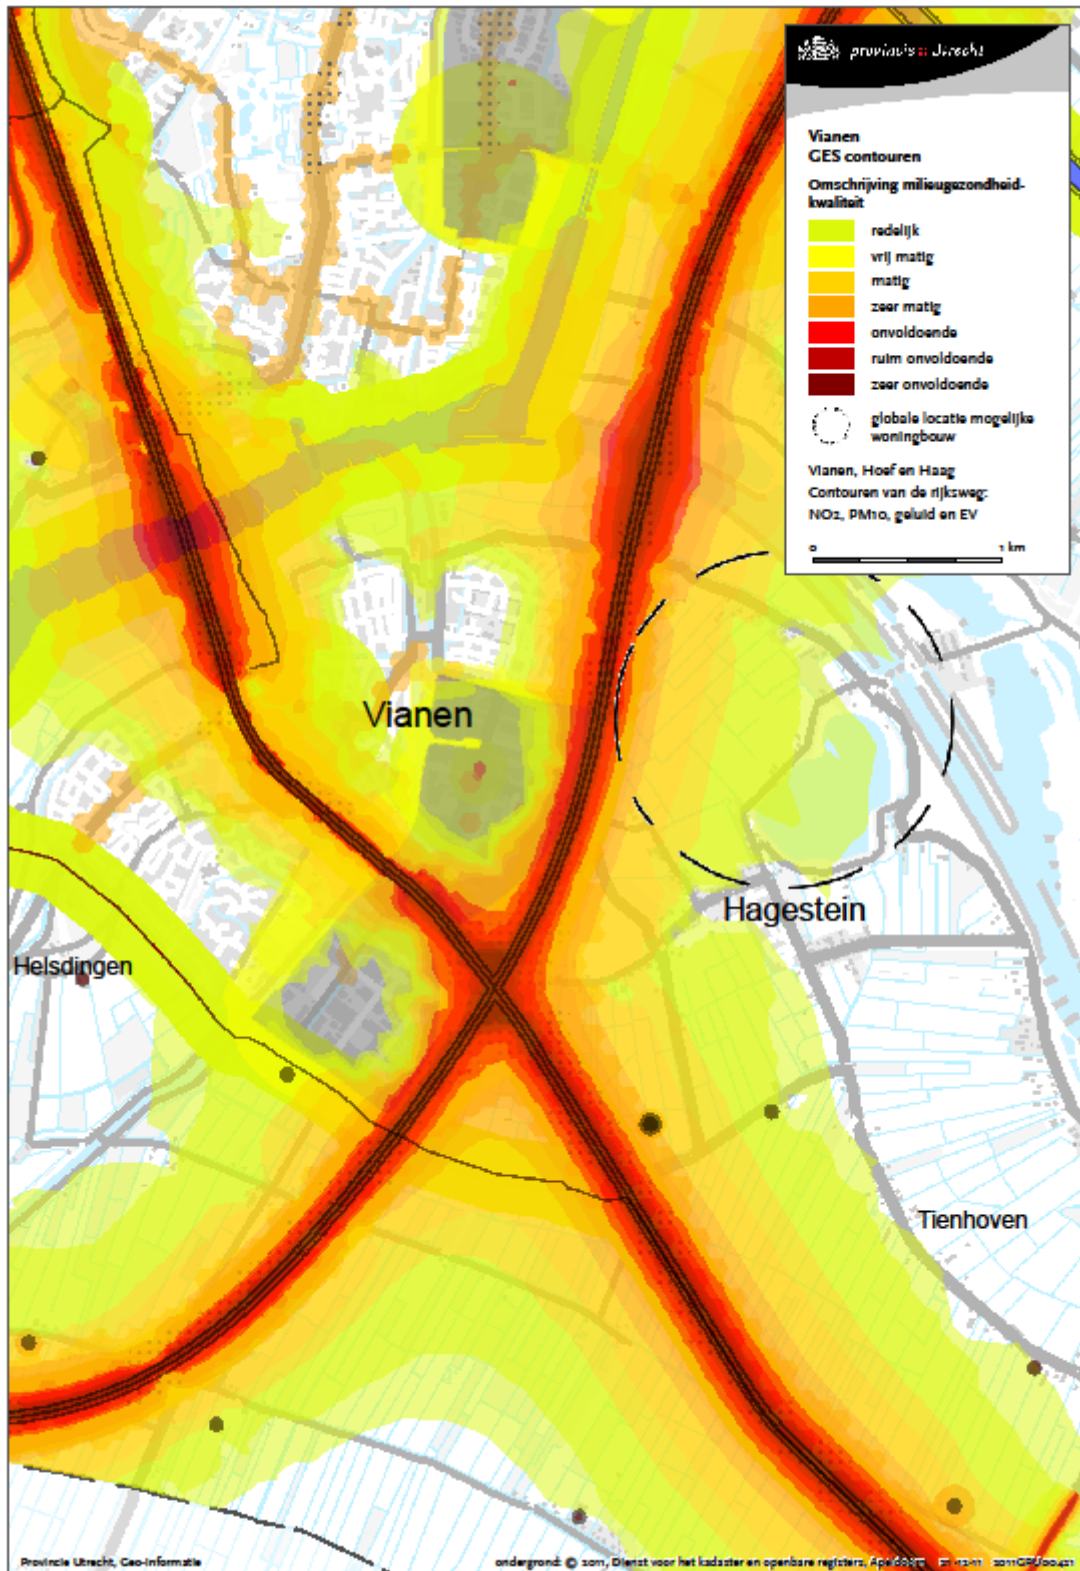 provincie :: Utrecht
Vianen
GES contouren
Omschrijving milieugezondheid-
kwaliteit
redelijk
vrij matig
matig
zeer matig
onvoldoende
ruim onvoldoende
zeer onvoldoende
globale locatie mogelijke
woningbouw
Vianen, Hoef en Haag
Contouren van de rijksweg:
NO2, PM10, geluid en EV
0 1 km
Vianen
Hagestein
Helsdingen
Tienhoven
Provincie Utrecht, Geo-Informatie
ondergrond: © 2011, Dienst voor het kadaster en openbare registers, Apeldoorn 21-12-11